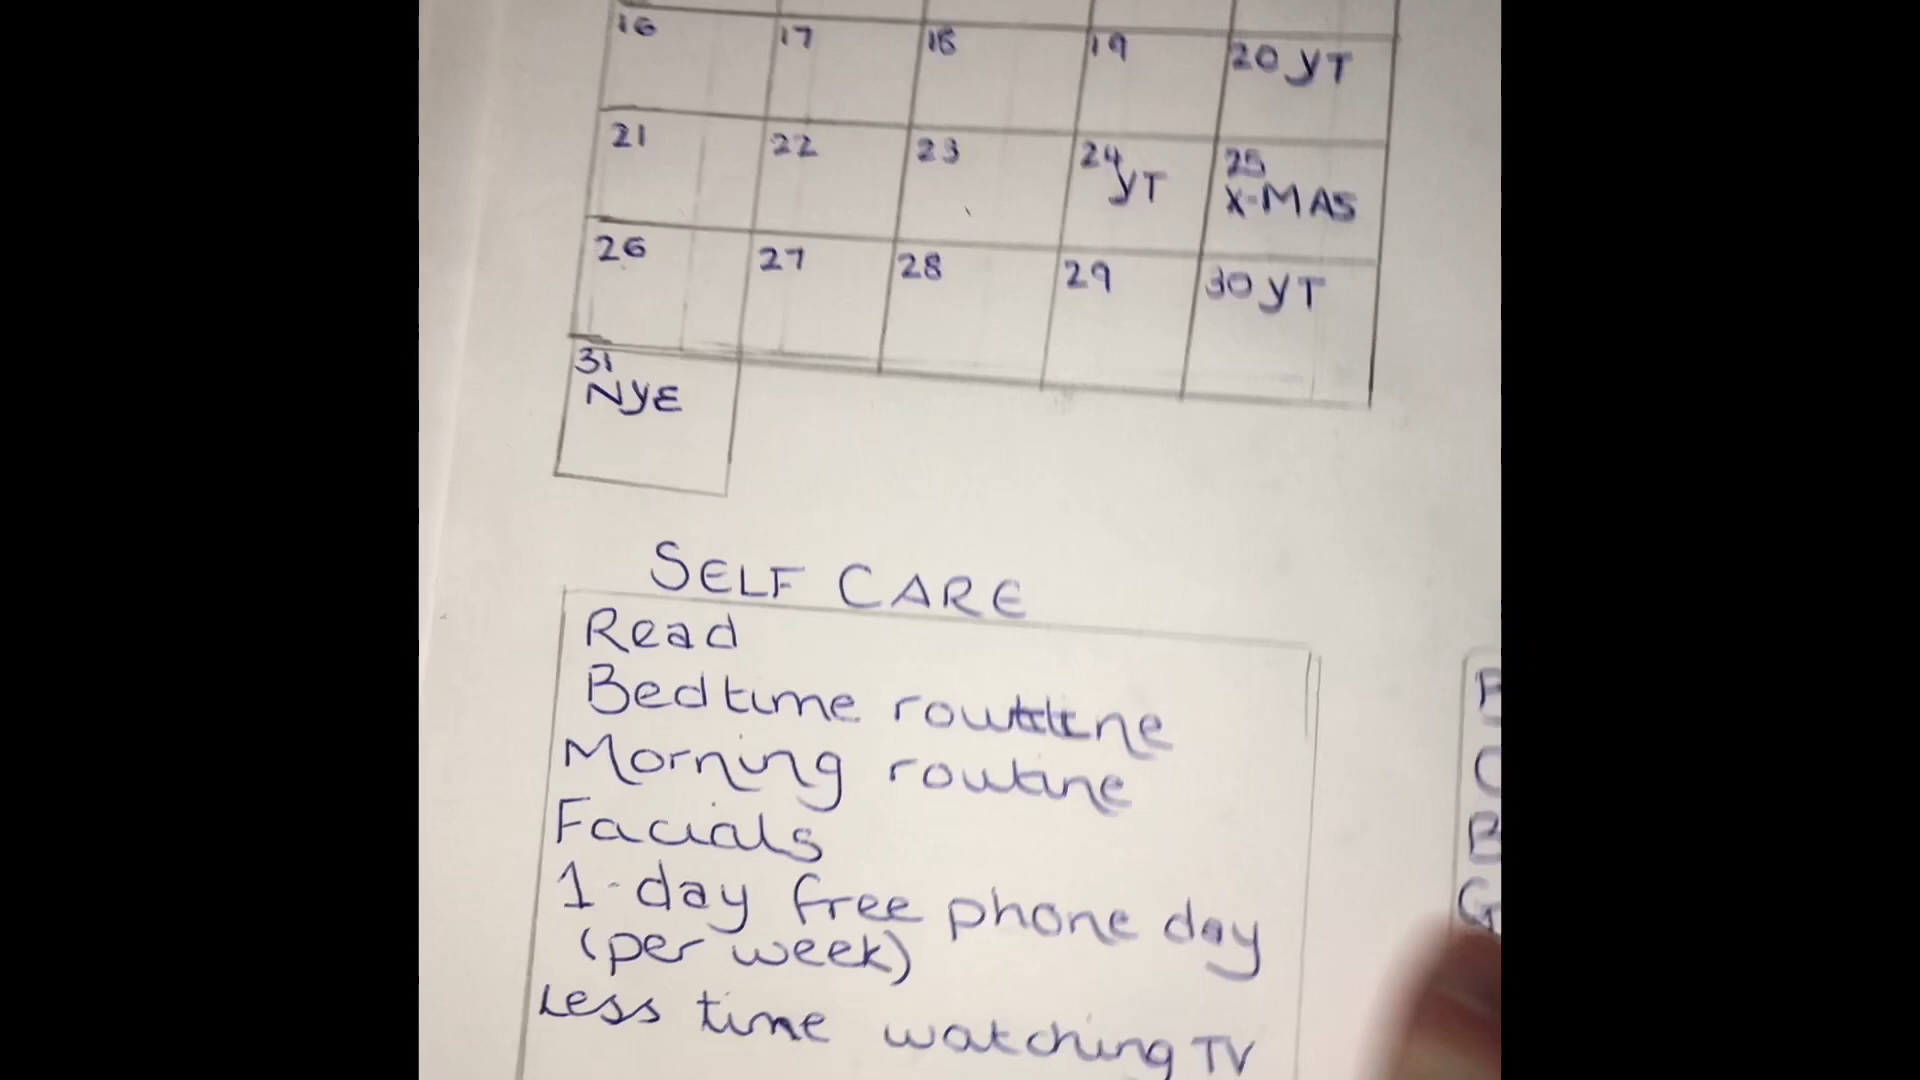 16 17 18 19 20 YT
21 22 23 24 YT 25 X-MAS
26 27 28 29 30 YT
31
NYE
SELF CARE
Read
Bedtime routine
Morning routine
Facials
1-day free phone day
(per week)
Less time watching TV